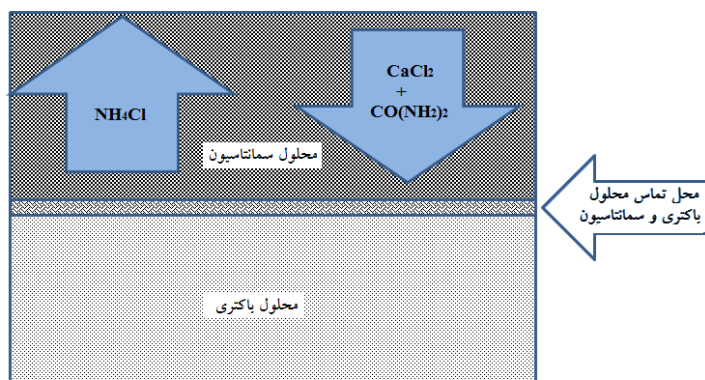 CaCl2
+
CO(NH2)2
NH4Cl
محلول سمانتاسیون
محل تماس محلول
باکتری و سمانتاسیون
محلول باکتری